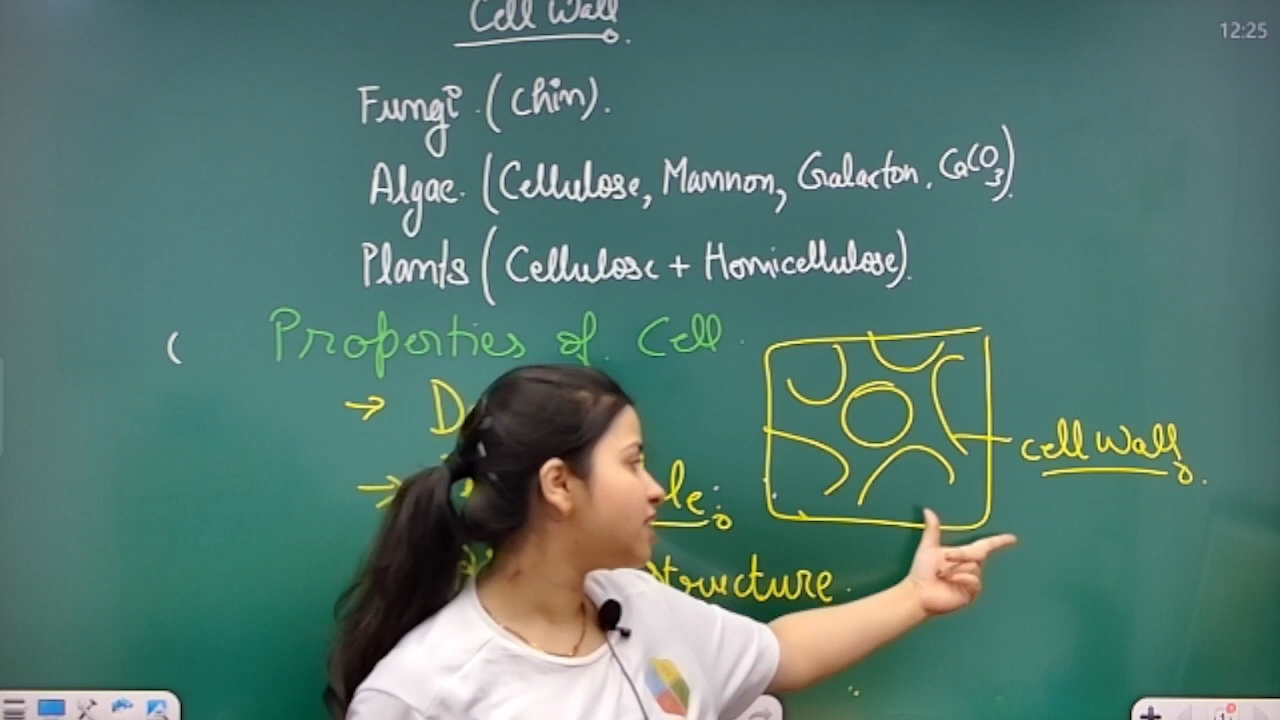 Cell Wall
12:25
Fungi (Chin).
Algae. (Cellulose, Mannon, Galacton, CaCO3).
Plants (Cellulose + Homicellulose).
( Properties of Cell.
→ D
→
cell wall.
structure.